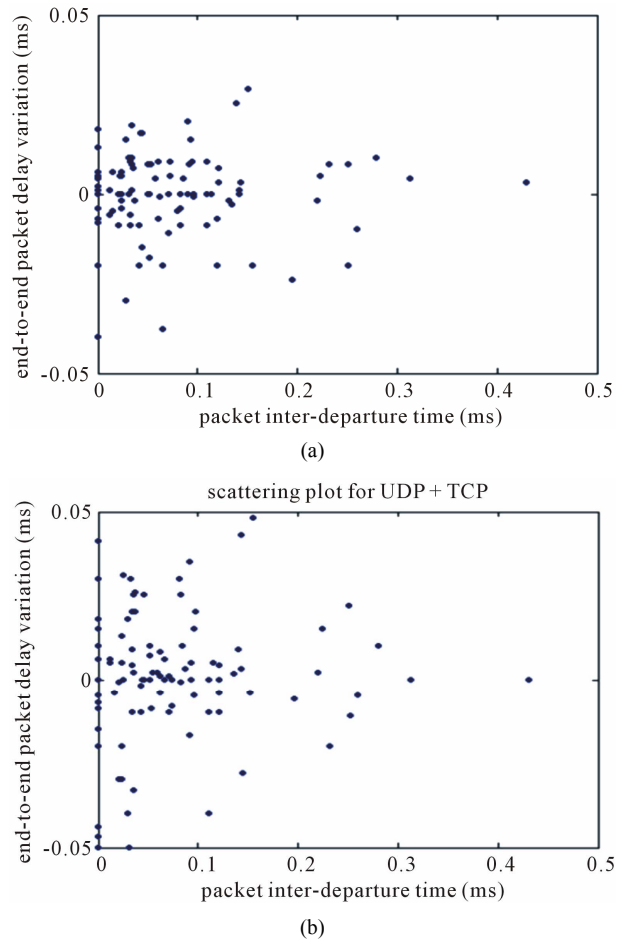 0.05
end-to-end packet delay variation (ms)
0
-0.05
0 0.1 0.2 0.3 0.4 0.5
packet inter-departure time (ms)
(a)
scattering plot for UDP + TCP
0.05
end-to-end packet delay variation (ms)
0
-0.05
0 0.1 0.2 0.3 0.4 0.5
packet inter-departure time (ms)
(b)